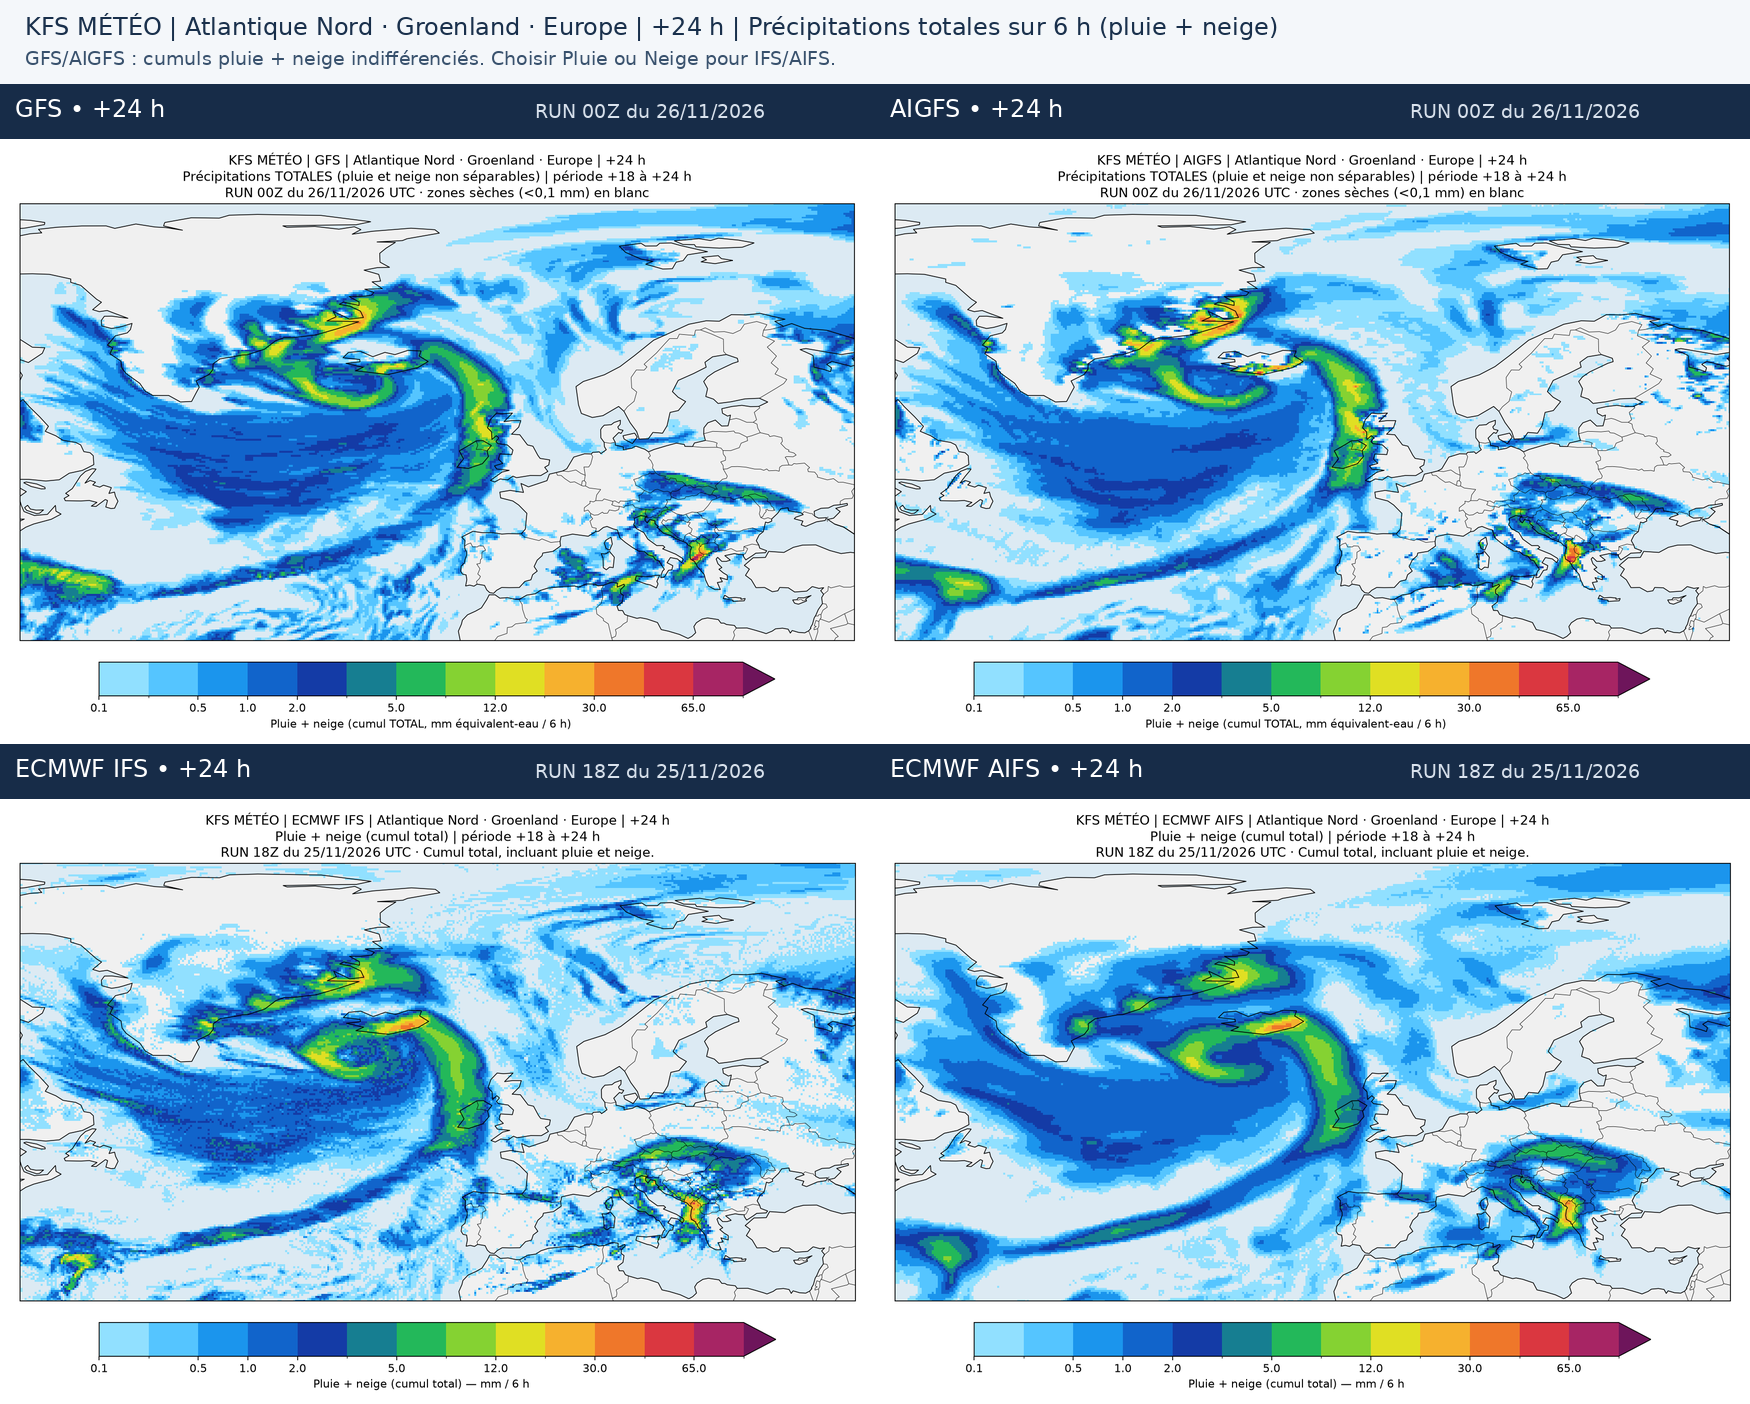 KFS MÉTÉO | Atlantique Nord · Groenland · Europe | +24 h | Précipitations totales sur 6 h (pluie + neige)
GFS/AIGFS : cumuls pluie + neige indifférenciés. Choisir Pluie ou Neige pour IFS/AIFS.
GFS • +24 h
RUN 00Z du 26/11/2026
AIGFS • +24 h
RUN 00Z du 26/11/2026
KFS MÉTÉO | GFS | Atlantique Nord · Groenland · Europe | +24 h
Précipitations TOTALES (pluie et neige non séparables) | période +18 à +24 h
RUN 00Z du 26/11/2026 UTC · zones sèches (<0,1 mm) en blanc
KFS MÉTÉO | AIGFS | Atlantique Nord · Groenland · Europe | +24 h
Précipitations TOTALES (pluie et neige non séparables) | période +18 à +24 h
RUN 00Z du 26/11/2026 UTC · zones sèches (<0,1 mm) en blanc
0.1 0.5 1.0 2.0 5.0 12.0 30.0 65.0
Pluie + neige (cumul TOTAL, mm équivalent-eau / 6 h)
0.1 0.5 1.0 2.0 5.0 12.0 30.0 65.0
Pluie + neige (cumul TOTAL, mm équivalent-eau / 6 h)
ECMWF IFS • +24 h
RUN 18Z du 25/11/2026
ECMWF AIFS • +24 h
RUN 18Z du 25/11/2026
KFS MÉTÉO | ECMWF IFS | Atlantique Nord · Groenland · Europe | +24 h
Pluie + neige (cumul total) | période +18 à +24 h
RUN 18Z du 25/11/2026 UTC · Cumul total, incluant pluie et neige.
KFS MÉTÉO | ECMWF AIFS | Atlantique Nord · Groenland · Europe | +24 h
Pluie + neige (cumul total) | période +18 à +24 h
RUN 18Z du 25/11/2026 UTC · Cumul total, incluant pluie et neige.
0.1 0.5 1.0 2.0 5.0 12.0 30.0 65.0
Pluie + neige (cumul total) — mm / 6 h
0.1 0.5 1.0 2.0 5.0 12.0 30.0 65.0
Pluie + neige (cumul total) — mm / 6 h